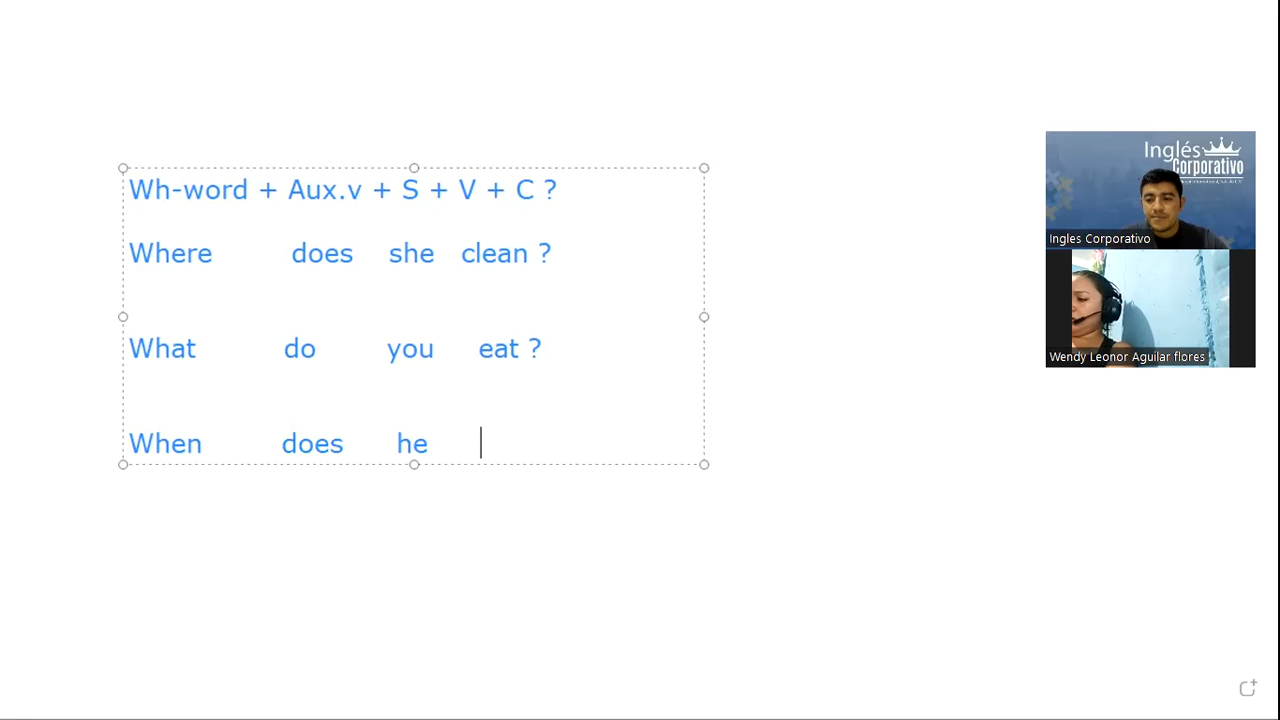 Wh-word + Aux.v + S + V + C ?
Where does she clean ?
What do you eat ?
When does he
Inglés
Corporativo
Ingles Corporativo
Wendy Leonor Aguilar flores